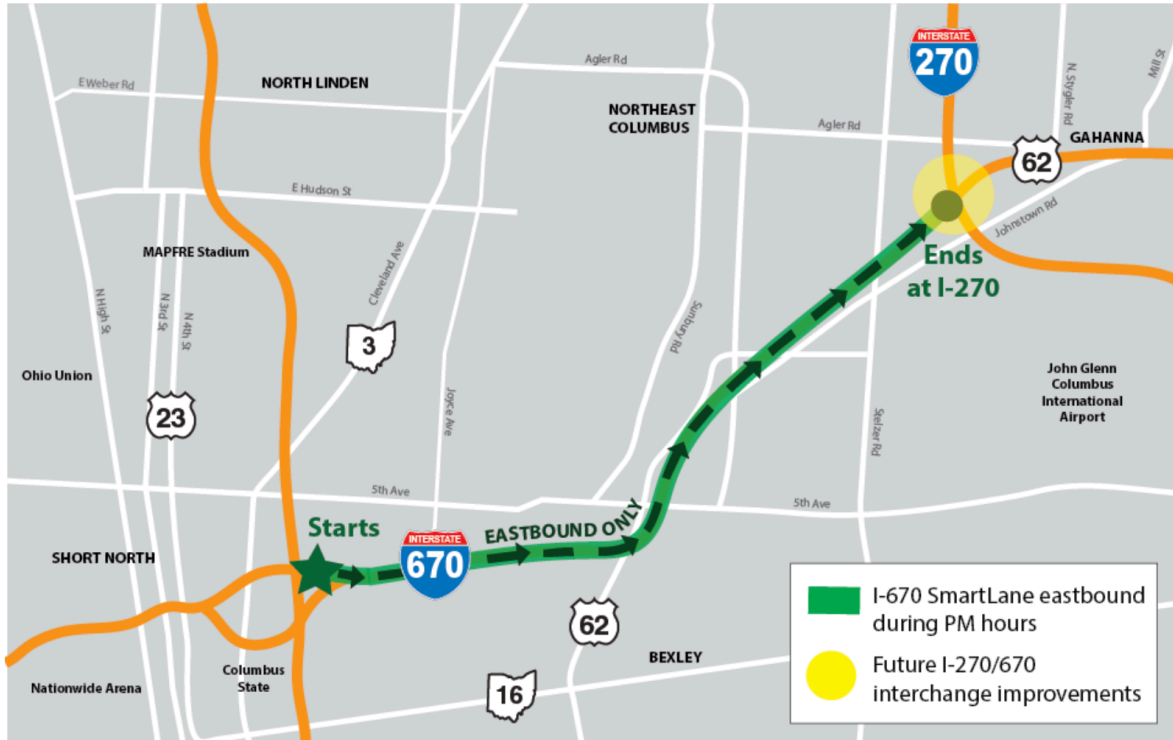 INTERSTATE
270
Mill St
N. Stygler Rd
Agler Rd
E Weber Rd
NORTH LINDEN
NORTHEAST
COLUMBUS
Agler Rd
GAHANNA
62
E Hudson St
Johnstown Rd
MAPFRE Stadium
Cleveland Ave
Ends
at I-270
N High St
N 3rd St
N 4th St
Sunbury Rd
3
Ohio Union
23
Joyce Ave
Stelzer Rd
John Glenn
Columbus
International
Airport
5th Ave
5th Ave
Starts
EASTBOUND ONLY
INTERSTATE
670
SHORT NORTH
62
BEXLEY
16
Columbus
State
Nationwide Arena
I-670 SmartLane eastbound
during PM hours
Future I-270/670
interchange improvements